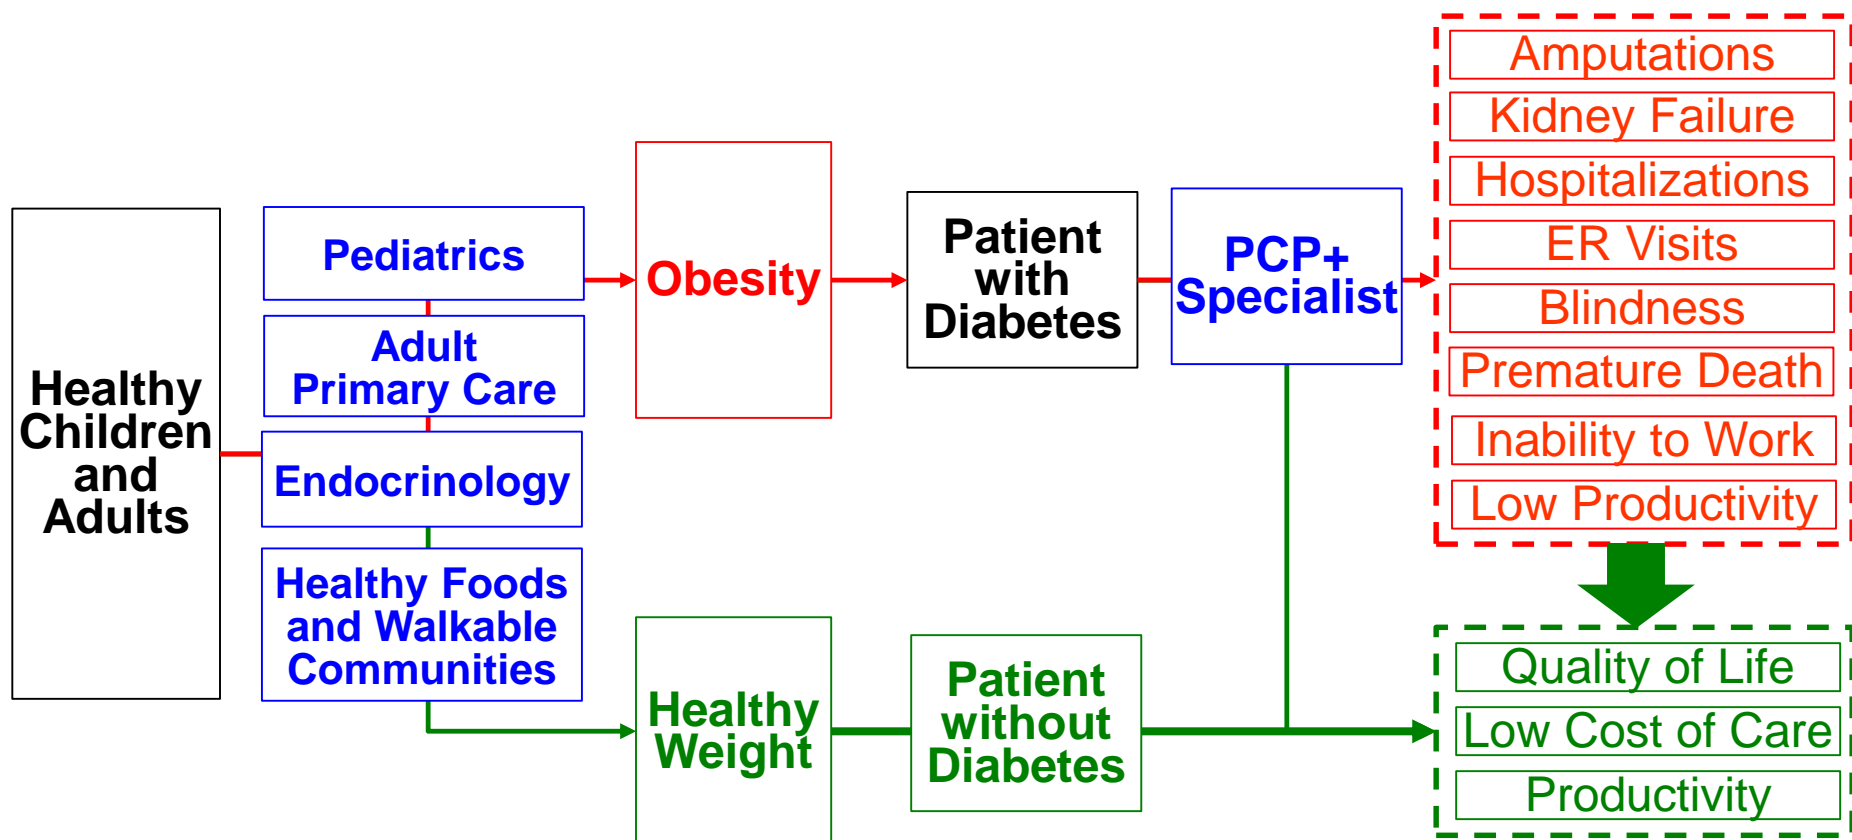 Healthy
Children
and
Adults
Pediatrics
Adult
Primary Care
Endocrinology
Healthy Foods
and Walkable
Communities
Obesity
Healthy
Weight
Patient
with
Diabetes
Patient
without
Diabetes
PCP+
Specialist
Amputations
Kidney Failure
Hospitalizations
ER Visits
Blindness
Premature Death
Inability to Work
Low Productivity
Quality of Life
Low Cost of Care
Productivity